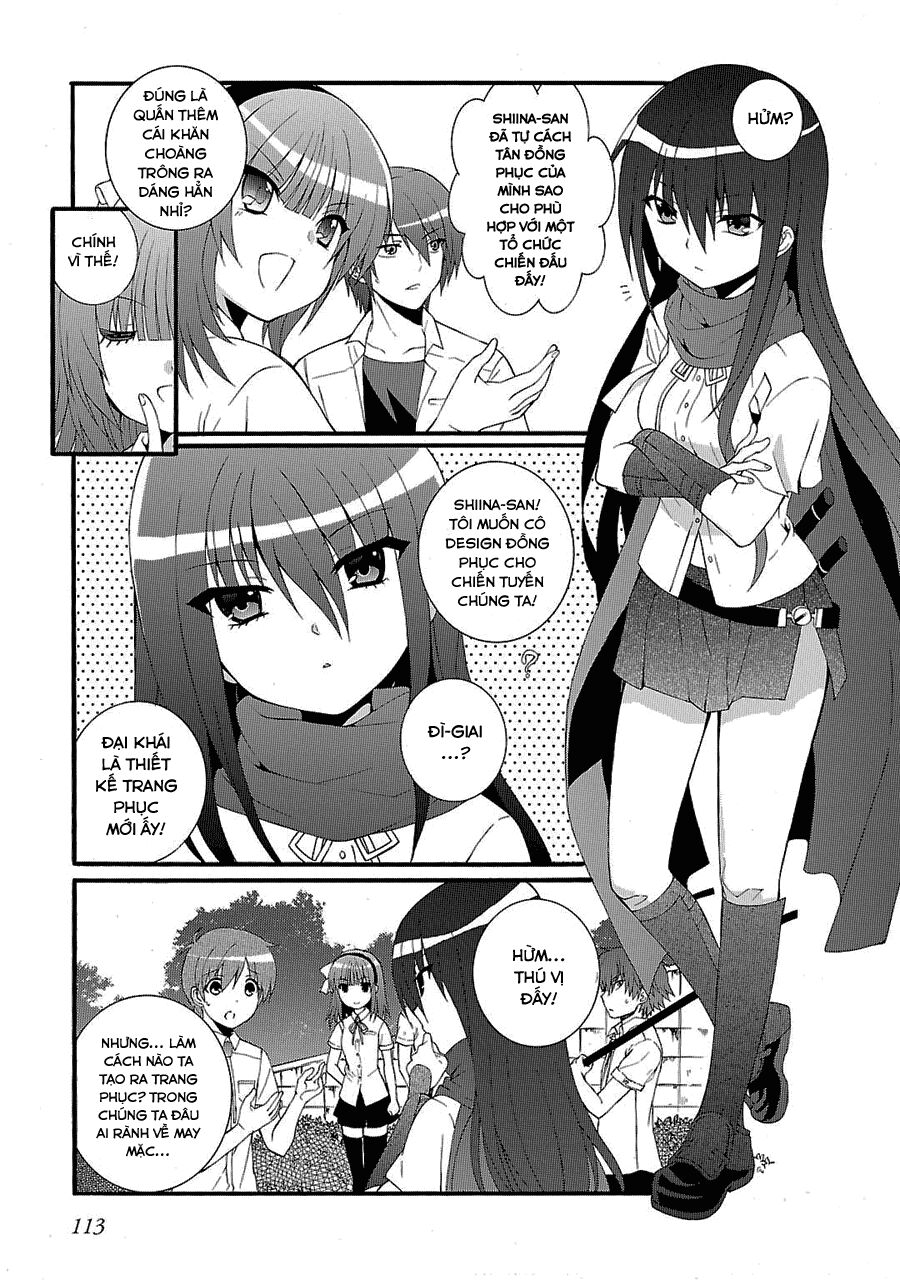 HỬM?
SHIINA-SAN
ĐÃ TỰ CÁCH
TÂN ĐỒNG
PHỤC CỦA
MÌNH SAO
CHO PHÙ
HỢP VỚI MỘT
TỔ CHỨC
CHIẾN ĐẤU
ĐẤY!
ĐÚNG LÀ
QUẤN THÊM
CÁI KHĂN
CHOÀNG
TRÔNG RA
DÁNG HẲN
NHỈ?
CHÍNH
VÌ THẾ!
SHIINA-SAN!
TÔI MUỐN CÓ
DESIGN ĐỒNG
PHỤC CHO
CHIẾN TUYẾN
CHÚNG TA!
?
ĐÌ-GIAI
...?
ĐẠI KHÁI
LÀ THIẾT
KẾ TRANG
PHỤC
MỚI ẤY!
HỪM...
THÚ VỊ
ĐẤY!
NHƯNG... LÀM
CÁCH NÀO TA
TẠO RA TRANG
PHỤC? TRONG
CHÚNG TA ĐÂU
AI RÀNH VỀ MAY
MẶC...
113